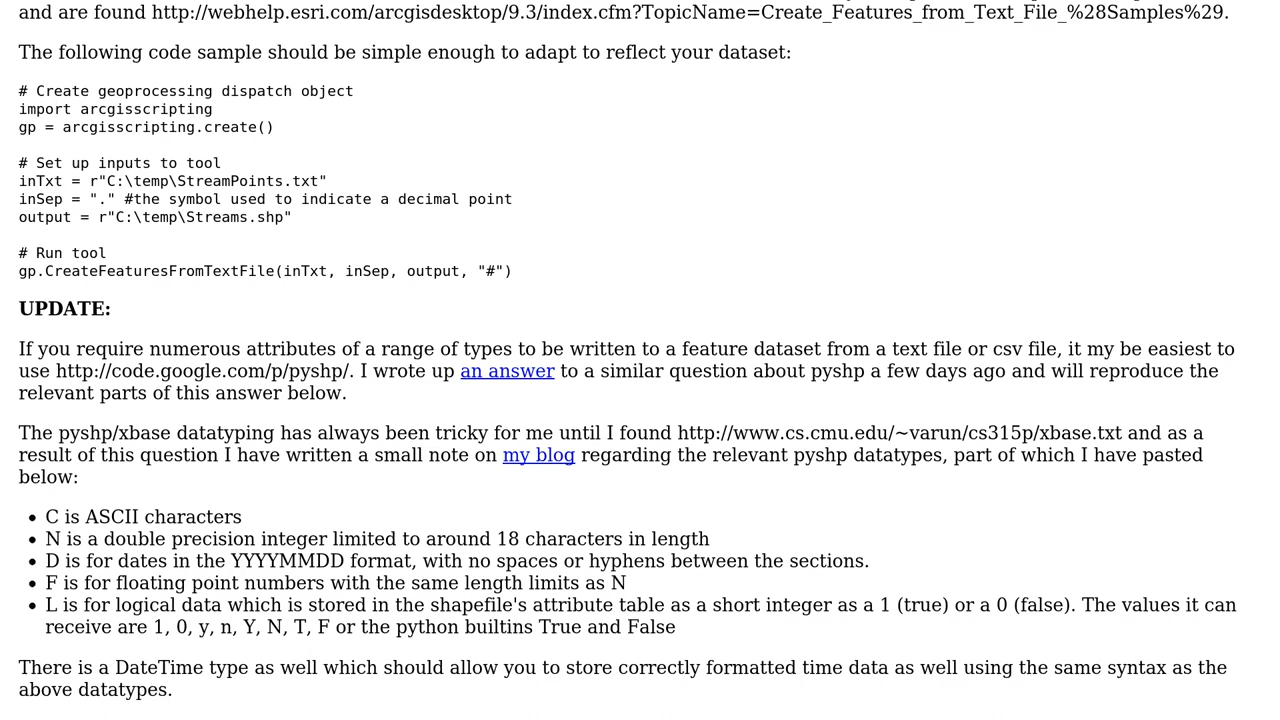 and are found http://webhelp.esri.com/arcgisdesktop/9.3/index.cfm?TopicName=Create_Features_from_Text_File_%28Samples%29.
The following code sample should be simple enough to adapt to reflect your dataset:
# Create geoprocessing dispatch object
import arcgisscripting
gp = arcgisscripting.create()
# Set up inputs to tool
inTxt = r"C:\temp\StreamPoints.txt"
inSep = "." #the symbol used to indicate a decimal point
output = r"C:\temp\Streams.shp"
# Run tool
gp.CreateFeaturesFromTextFile(inTxt, inSep, output, "#")
UPDATE:
If you require numerous attributes of a range of types to be written to a feature dataset from a text file or csv file, it my be easiest to
use http://code.google.com/p/pyshp/. I wrote up an answer to a similar question about pyshp a few days ago and will reproduce the
relevant parts of this answer below.
The pyshp/xbase datatyping has always been tricky for me until I found http://www.cs.cmu.edu/~varun/cs315p/xbase.txt and as a
result of this question I have written a small note on my blog regarding the relevant pyshp datatypes, part of which I have pasted
below:
• C is ASCII characters
• N is a double precision integer limited to around 18 characters in length
• D is for dates in the YYYYMMDD format, with no spaces or hyphens between the sections.
• F is for floating point numbers with the same length limits as N
• L is for logical data which is stored in the shapefile's attribute table as a short integer as a 1 (true) or a 0 (false). The values it can
receive are 1, 0, y, n, Y, N, T, F or the python builtins True and False
There is a DateTime type as well which should allow you to store correctly formatted time data as well using the same syntax as the
above datatypes.